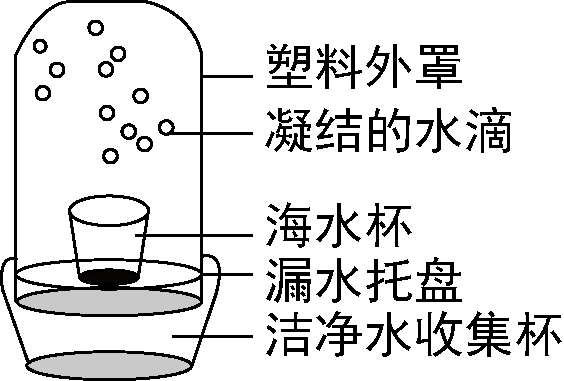 塑料外罩
凝结的水滴
海水杯
漏水托盘
洁净水收集杯